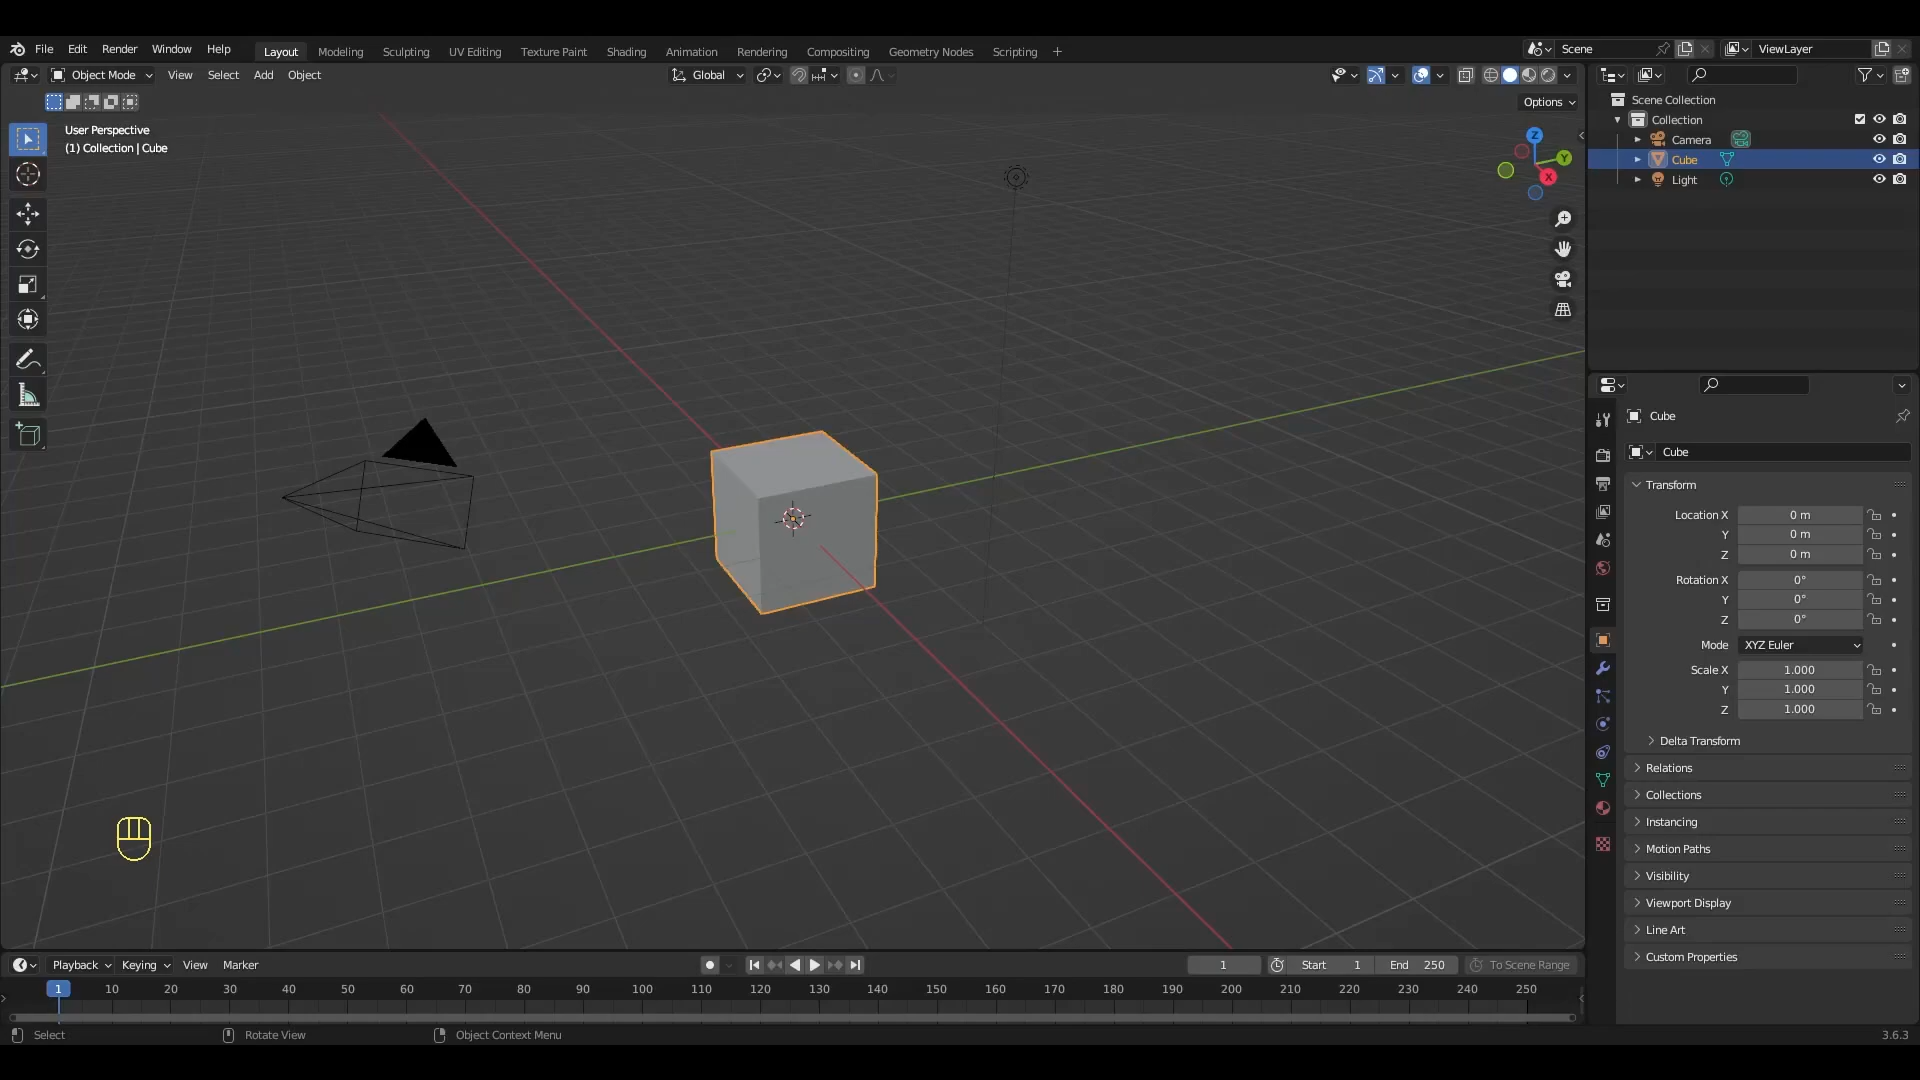 File Edit Render Window Help Layout Modeling Sculpting UV Editing Texture Paint Shading Animation Rendering Compositing Geometry Nodes Scripting + Scene ViewLayer
Object Mode View Select Add Object Global
Options
User Perspective
(1) Collection | Cube
Z
Y
X
Scene Collection
Collection
Camera
Cube
Light
Cube
Cube
Transform
Location X 0 m
Y 0 m
Z 0 m
Rotation X 0°
Y 0°
Z 0°
Mode XYZ Euler
Scale X 1.000
Y 1.000
Z 1.000
Delta Transform
Relations
Collections
Instancing
Motion Paths
Visibility
Viewport Display
Line Art
Custom Properties
Playback Keying View Marker 1 Start 1 End 250 To Scene Range
1 10 20 30 40 50 60 70 80 90 100 110 120 130 140 150 160 170 180 190 200 210 220 230 240 250
Select Rotate View Object Context Menu 3.6.3